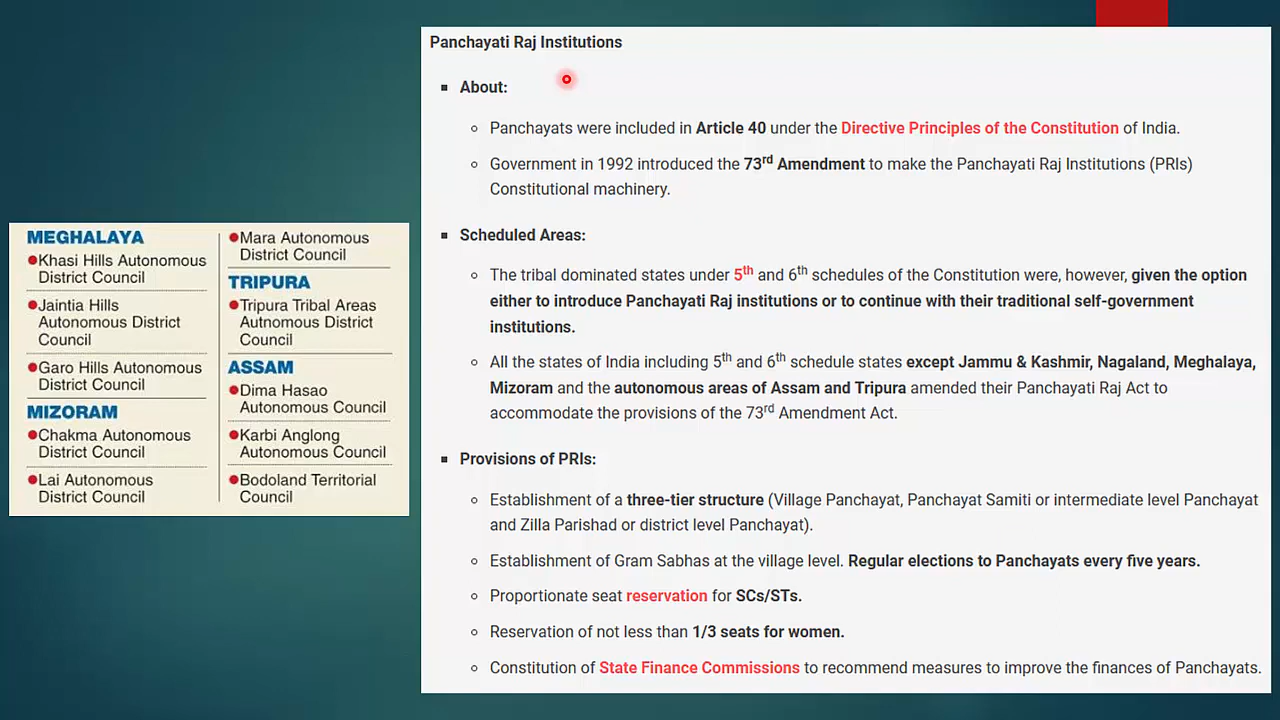 Panchayati Raj Institutions
About:
Panchayats were included in Article 40 under the Directive Principles of the Constitution of India.
Government in 1992 introduced the 73rd Amendment to make the Panchayati Raj Institutions (PRIs)
Constitutional machinery.
Scheduled Areas:
The tribal dominated states under 5th and 6th schedules of the Constitution were, however, given the option
either to introduce Panchayati Raj institutions or to continue with their traditional self-government
institutions.
All the states of India including 5th and 6th schedule states except Jammu & Kashmir, Nagaland, Meghalaya,
Mizoram and the autonomous areas of Assam and Tripura amended their Panchayati Raj Act to
accommodate the provisions of the 73rd Amendment Act.
Provisions of PRIs:
Establishment of a three-tier structure (Village Panchayat, Panchayat Samiti or intermediate level Panchayat
and Zilla Parishad or district level Panchayat).
Establishment of Gram Sabhas at the village level. Regular elections to Panchayats every five years.
Proportionate seat reservation for SCs/STs.
Reservation of not less than 1/3 seats for women.
Constitution of State Finance Commissions to recommend measures to improve the finances of Panchayats.
MEGHALAYA
Khasi Hills Autonomous
District Council
Jaintia Hills
Autonomous District
Council
Garo Hills Autonomous
District Council
MIZORAM
Chakma Autonomous
District Council
Lai Autonomous
District Council
Mara Autonomous
District Council
TRIPURA
Tripura Tribal Areas
Autnomous District
Council
ASSAM
Dima Hasao
Autonomous Council
Karbi Anglong
Autonomous Council
Bodoland Territorial
Council